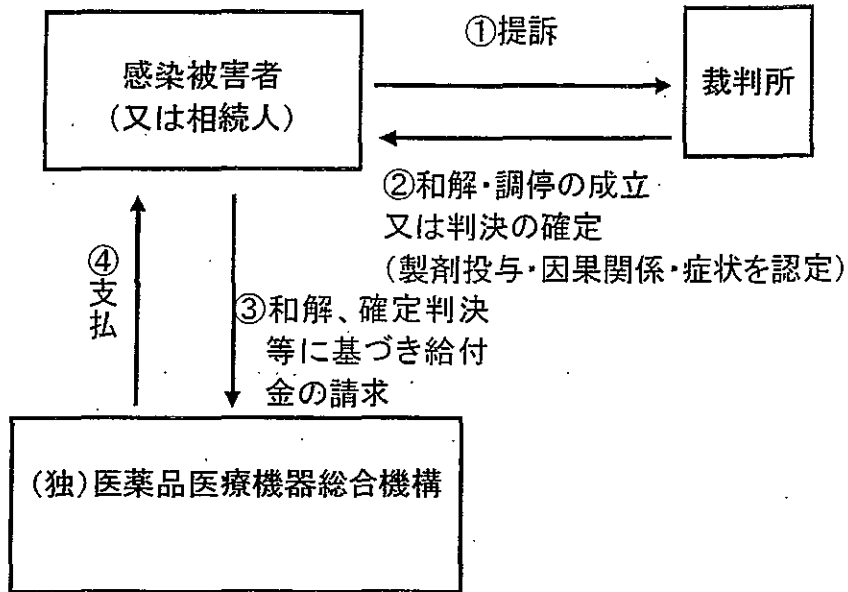 ①提訴
感染被害者
(又は相続人)
裁判所
②和解・調停の成立
又は判決の確定
(製剤投与・因果関係・症状を認定)
④支払
③和解、確定判決
等に基づき給付
金の請求
(独)医薬品医療機器総合機構